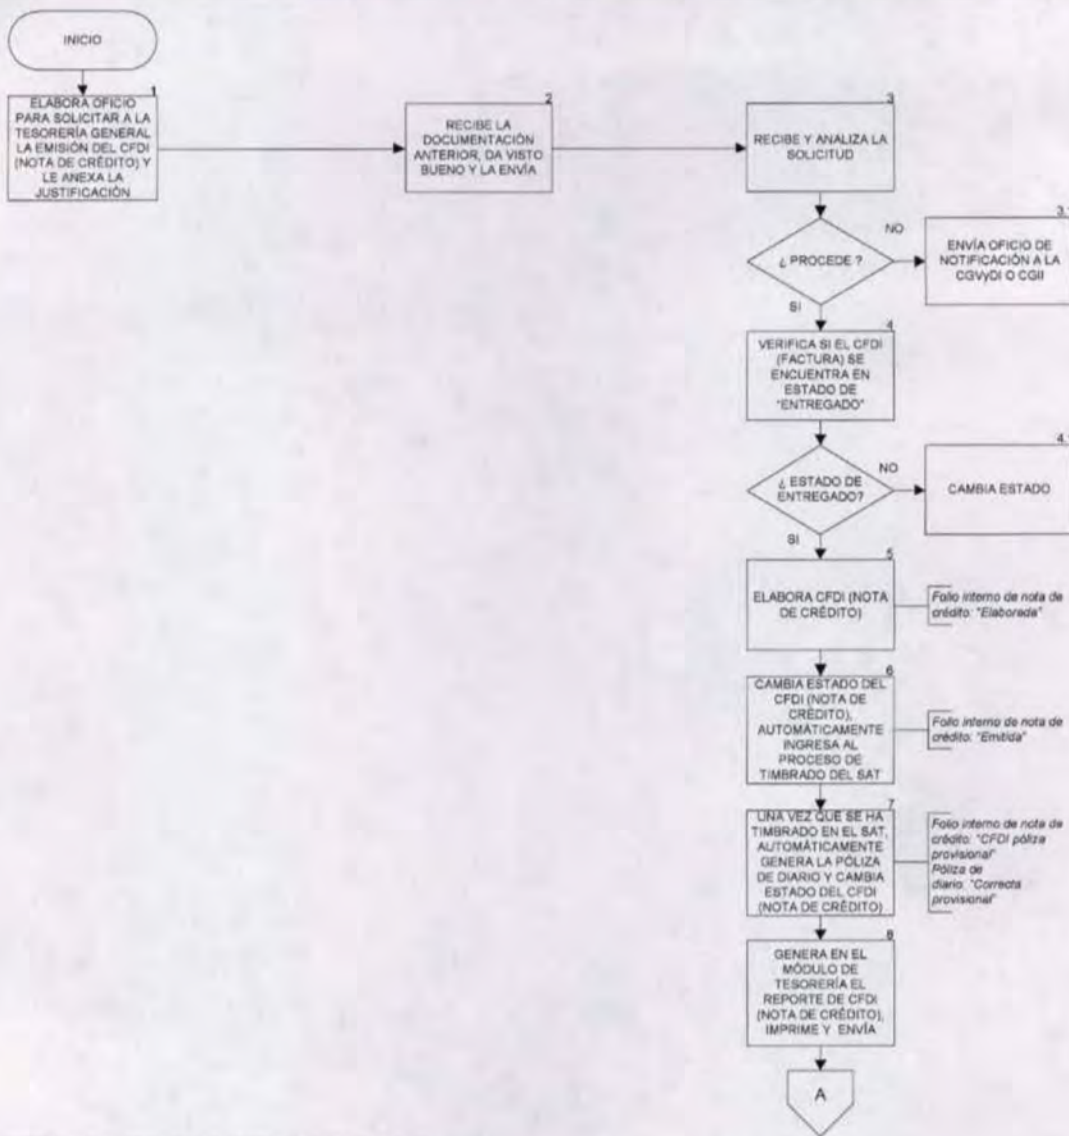 INICIO
1
ELABORA OFICIO
PARA SOLICITAR A LA
TESORERÍA GENERAL
LA EMISIÓN DEL CFDI
(NOTA DE CRÉDITO) Y
LE ANEXA LA
JUSTIFICACIÓN
2
RECIBE LA
DOCUMENTACIÓN
ANTERIOR, DA VISTO
BUENO Y LA ENVÍA
3
RECIBE Y ANALIZA LA
SOLICITUD
¿ PROCEDE ?
NO
3.1
ENVÍA OFICIO DE
NOTIFICACIÓN A LA
CGVyDI O CGII
SI
4
VERIFICA SI EL CFDI
(FACTURA) SE
ENCUENTRA EN
ESTADO DE
"ENTREGADO"
¿ ESTADO DE
ENTREGADO?
NO
4.1
CAMBIA ESTADO
SI
5
ELABORA CFDI (NOTA
DE CRÉDITO)
Folio interno de nota de
crédito: "Elaborada"
6
CAMBIA ESTADO DEL
CFDI (NOTA DE
CRÉDITO),
AUTOMÁTICAMENTE
INGRESA AL
PROCESO DE
TIMBRADO DEL SAT
Folio interno de nota de
crédito: "Emitida"
7
UNA VEZ QUE SE HA
TIMBRADO EN EL SAT,
AUTOMÁTICAMENTE
GENERA LA PÓLIZA
DE DIARIO Y CAMBIA
ESTADO DEL CFDI
(NOTA DE CRÉDITO)
Folio interno de nota de
crédito: "CFDI póliza
provisional"
Póliza de
diario: "Correcta
provisional"
8
GENERA EN EL
MÓDULO DE
TESORERÍA EL
REPORTE DE CFDI
(NOTA DE CRÉDITO),
IMPRIME Y ENVÍA
A